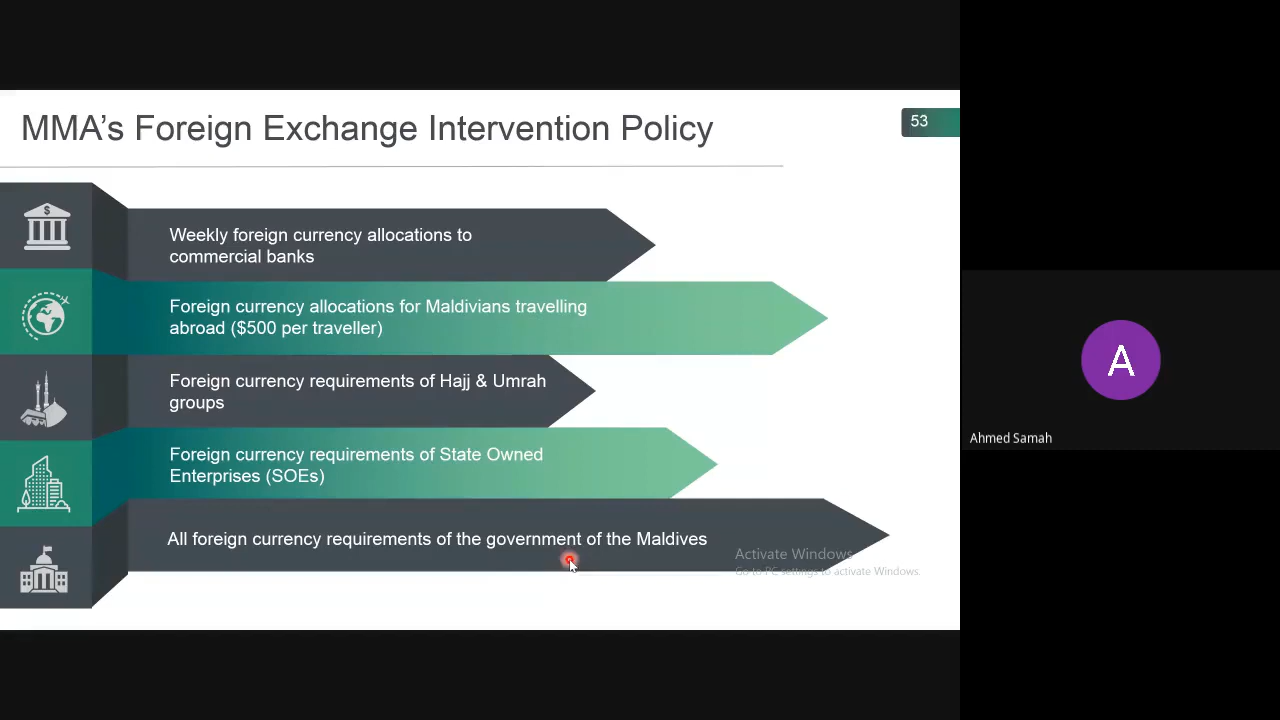 MMA’s Foreign Exchange Intervention Policy
53
$
Weekly foreign currency allocations to
commercial banks
Foreign currency allocations for Maldivians travelling
abroad ($500 per traveller)
Foreign currency requirements of Hajj & Umrah
groups
Foreign currency requirements of State Owned
Enterprises (SOEs)
All foreign currency requirements of the government of the Maldives
Activate Windows
Go to PC settings to activate Windows.
A
Ahmed Samah